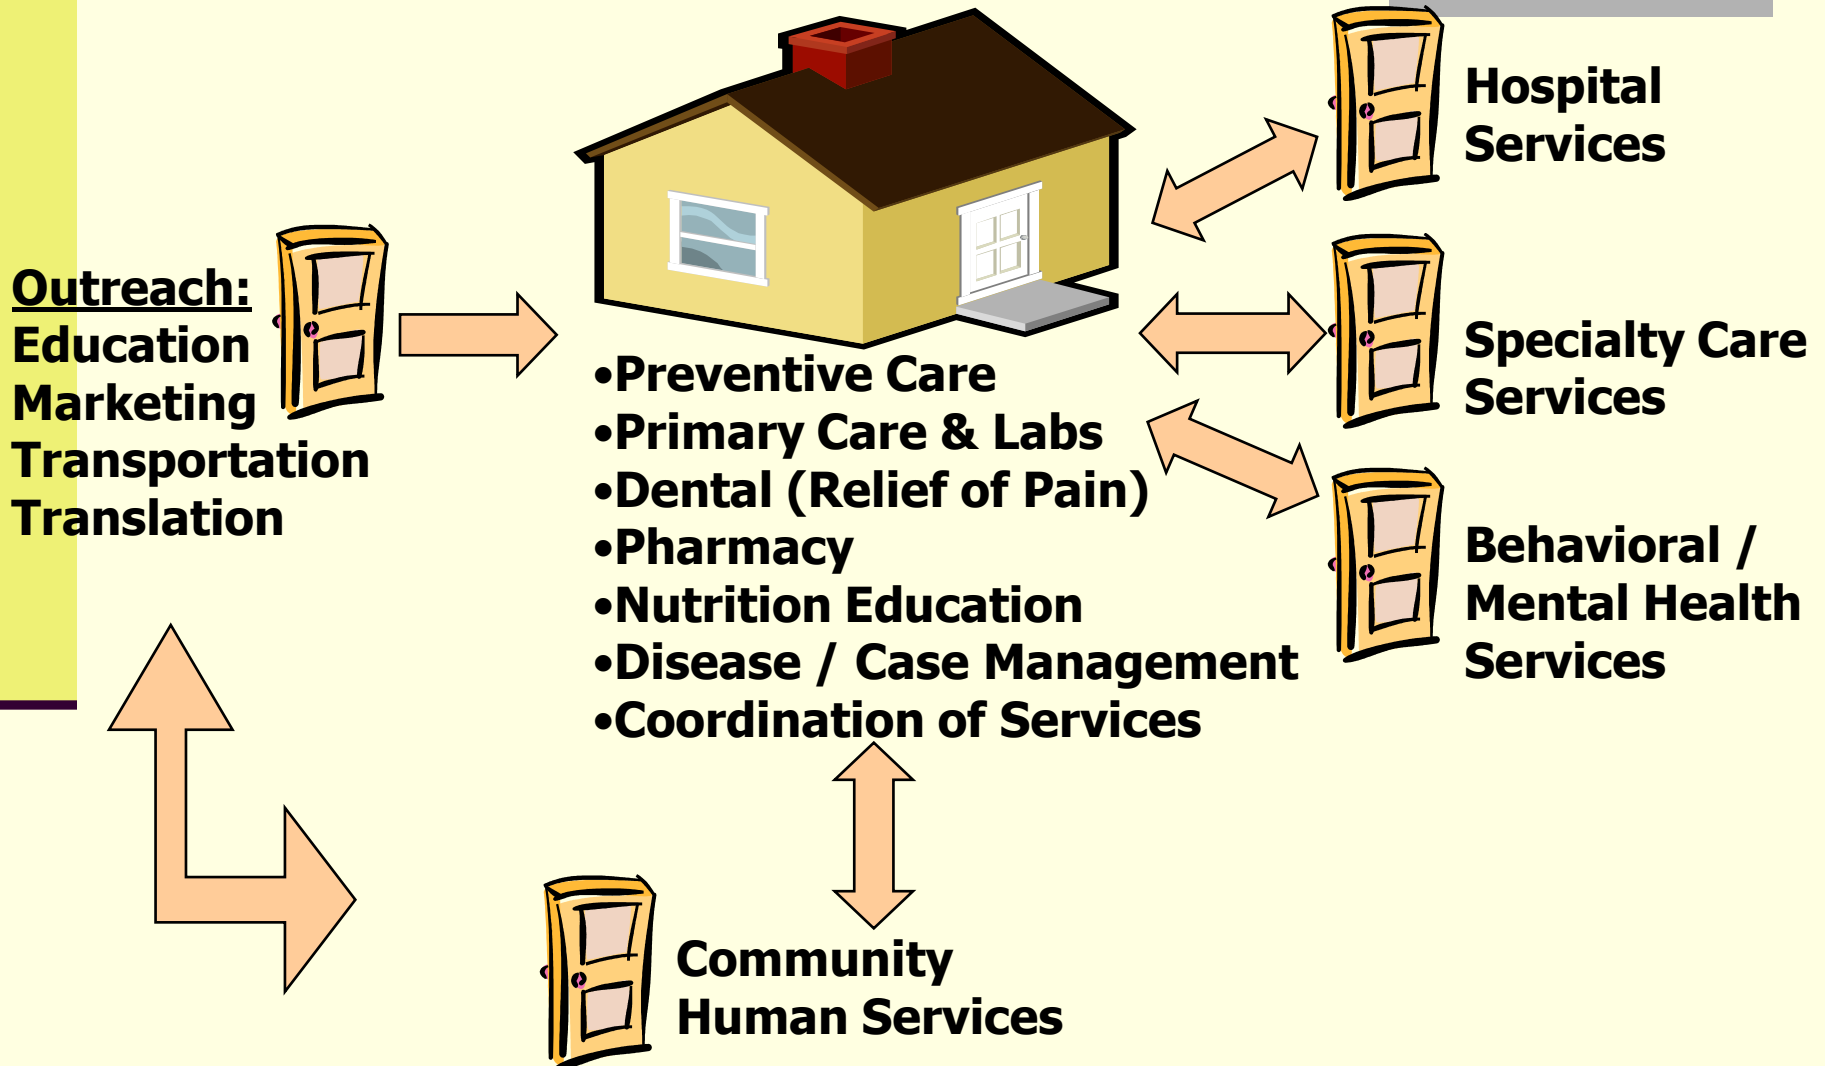 Outreach:
Education
Marketing
Transportation
Translation
•Preventive Care
•Primary Care & Labs
•Dental (Relief of Pain)
•Pharmacy
•Nutrition Education
•Disease / Case Management
•Coordination of Services
Hospital
Services
Specialty Care
Services
Behavioral /
Mental Health
Services
Community
Human Services